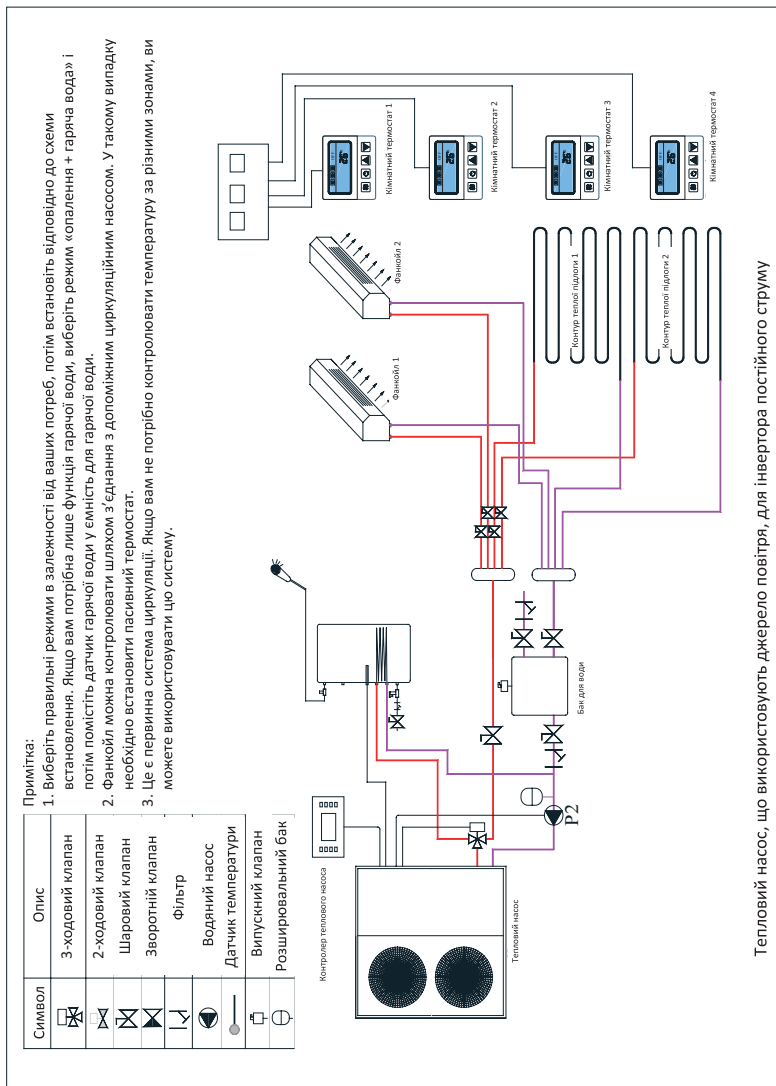 Примітка:
1. Виберіть правильні режими в залежності від ваших потреб, потім встановіть відповідно до схеми
встановлення. Якщо вам потрібна лише функція гарячої води, виберіть режим «опалення + гаряча вода» і
потім помістіть датчик гарячої води у ємність для гарячої води.
2. Фанкойл можна контролювати шляхом з’єднання з допоміжним циркуляційним насосом. У такому випадку
необхідно встановити пасивний термостат.
3. Це є первинна система циркуляції. Якщо вам не потрібно контролювати температуру за різними зонами, ви
можете використовувати цю систему.
Символ
Опис
3-ходовий клапан
2-ходовий клапан
Шаровий клапан
Зворотній клапан
Фільтр
Водяний насос
Датчик температури
Випускний клапан
Розширювальний бак
Контролер теплового насоса
Тепловий насос
P2
Бак для води
Фанкойл 1
Фанкойл 2
Кімнатний термостат 1
Кімнатний термостат 2
Кімнатний термостат 3
Кімнатний термостат 4
Контур теплої підлоги 1
Контур теплої підлоги 2
Тепловий насос, що використовують джерело повітря, для інвертора постійного струму